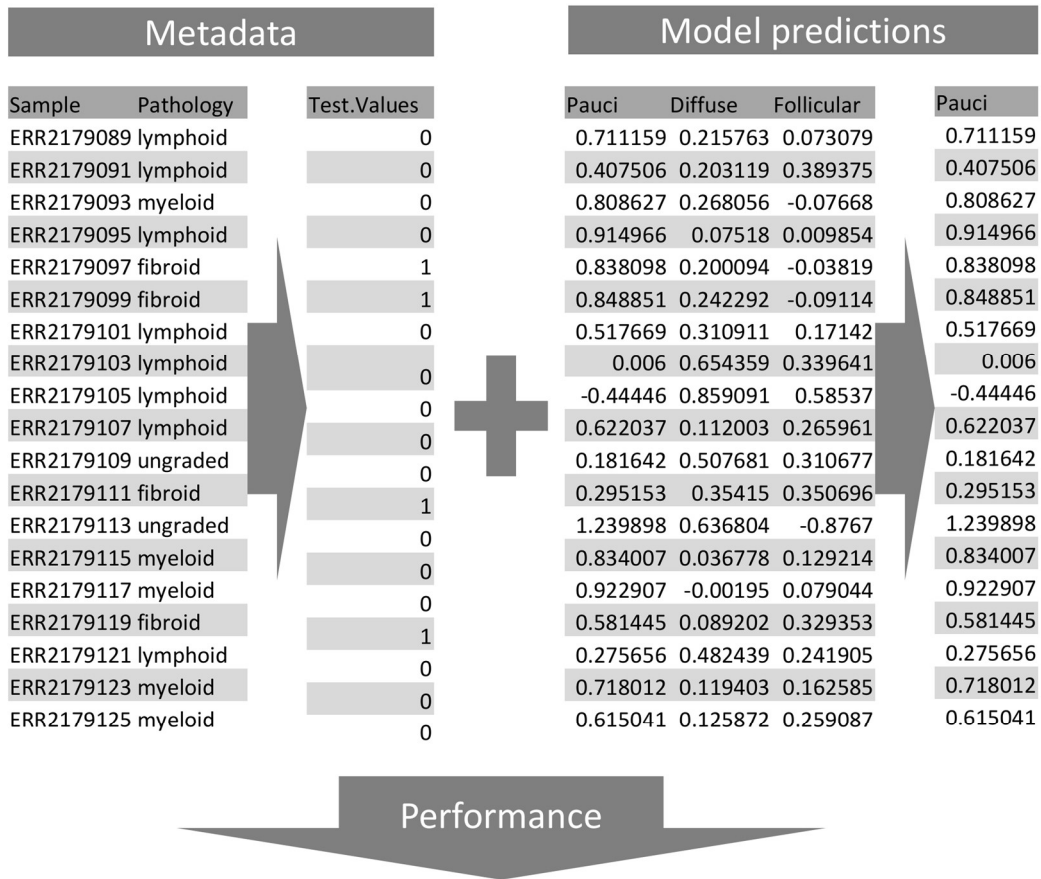 Metadata Model predictions
Sample Pathology Test.Values Pauci Diffuse Follicular Pauci
ERR2179089 lymphoid 0 0.711159 0.215763 0.073079 0.711159
ERR2179091 lymphoid 0 0.407506 0.203119 0.389375 0.407506
ERR2179093 myeloid 0 0.808627 0.268056 -0.07668 0.808627
ERR2179095 lymphoid 0 0.914966 0.07518 0.009854 0.914966
ERR2179097 fibroid 1 0.838098 0.200094 -0.03819 0.838098
ERR2179099 fibroid 1 0.848851 0.242292 -0.09114 0.848851
ERR2179101 lymphoid 0 0.517669 0.310911 0.17142 0.517669
ERR2179103 lymphoid 0 0.006 0.654359 0.339641 0.006
ERR2179105 lymphoid 0 -0.44446 0.859091 0.58537 -0.44446
ERR2179107 lymphoid 0 0.622037 0.112003 0.265961 0.622037
ERR2179109 ungraded 0 0.181642 0.507681 0.310677 0.181642
ERR2179111 fibroid 1 0.295153 0.35415 0.350696 0.295153
ERR2179113 ungraded 0 1.239898 0.636804 -0.8767 1.239898
ERR2179115 myeloid 0 0.834007 0.036778 0.129214 0.834007
ERR2179117 myeloid 0 0.922907 -0.00195 0.079044 0.922907
ERR2179119 fibroid 1 0.581445 0.089202 0.329353 0.581445
ERR2179121 lymphoid 0 0.275656 0.482439 0.241905 0.275656
ERR2179123 myeloid 0 0.718012 0.119403 0.162585 0.718012
ERR2179125 myeloid 0 0.615041 0.125872 0.259087 0.615041
Performance